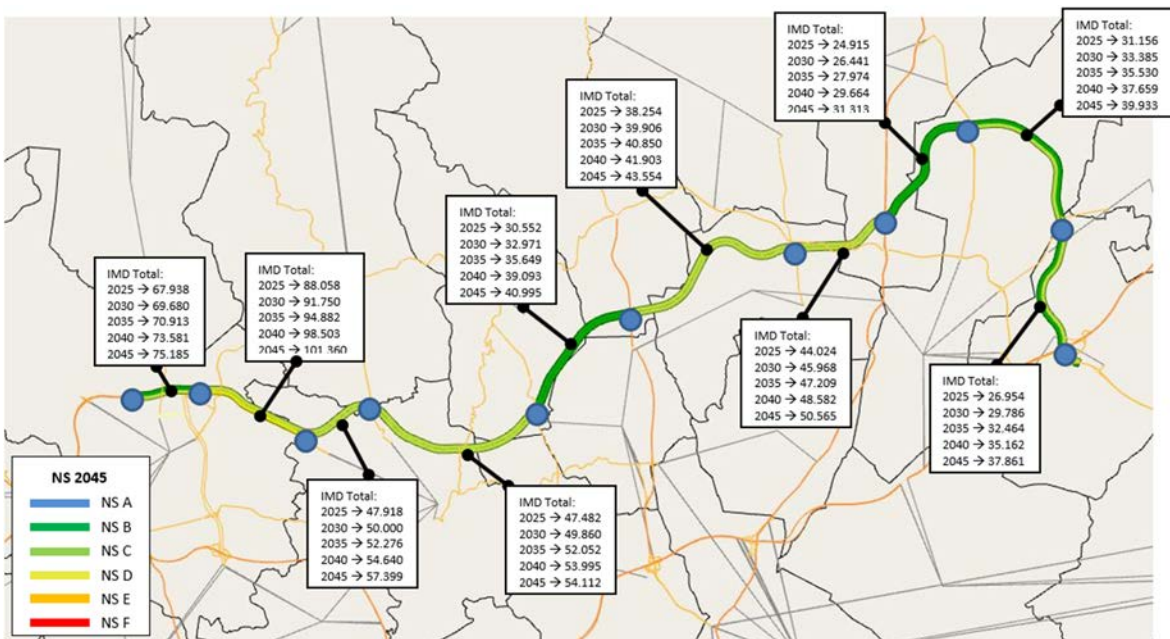 IMD Total:
2025 → 67.938
2030 → 69.680
2035 → 70.913
2040 → 73.581
2045 → 75.185
IMD Total:
2025 → 88.058
2030 → 91.750
2035 → 94.882
2040 → 98.503
2045 → 101.360
IMD Total:
2025 → 47.918
2030 → 50.000
2035 → 52.276
2040 → 54.640
2045 → 57.399
IMD Total:
2025 → 47.482
2030 → 49.860
2035 → 52.052
2040 → 53.995
2045 → 54.112
IMD Total:
2025 → 30.552
2030 → 32.971
2035 → 35.649
2040 → 39.093
2045 → 40.995
IMD Total:
2025 → 38.254
2030 → 39.906
2035 → 40.850
2040 → 41.903
2045 → 43.554
IMD Total:
2025 → 44.024
2030 → 45.968
2035 → 47.209
2040 → 48.582
2045 → 50.565
IMD Total:
2025 → 24.915
2030 → 26.441
2035 → 27.974
2040 → 29.664
2045 → 31.313
IMD Total:
2025 → 31.156
2030 → 33.385
2035 → 35.530
2040 → 37.659
2045 → 39.933
IMD Total:
2025 → 26.954
2030 → 29.786
2035 → 32.464
2040 → 35.162
2045 → 37.861
NS 2045
NS A
NS B
NS C
NS D
NS E
NS F